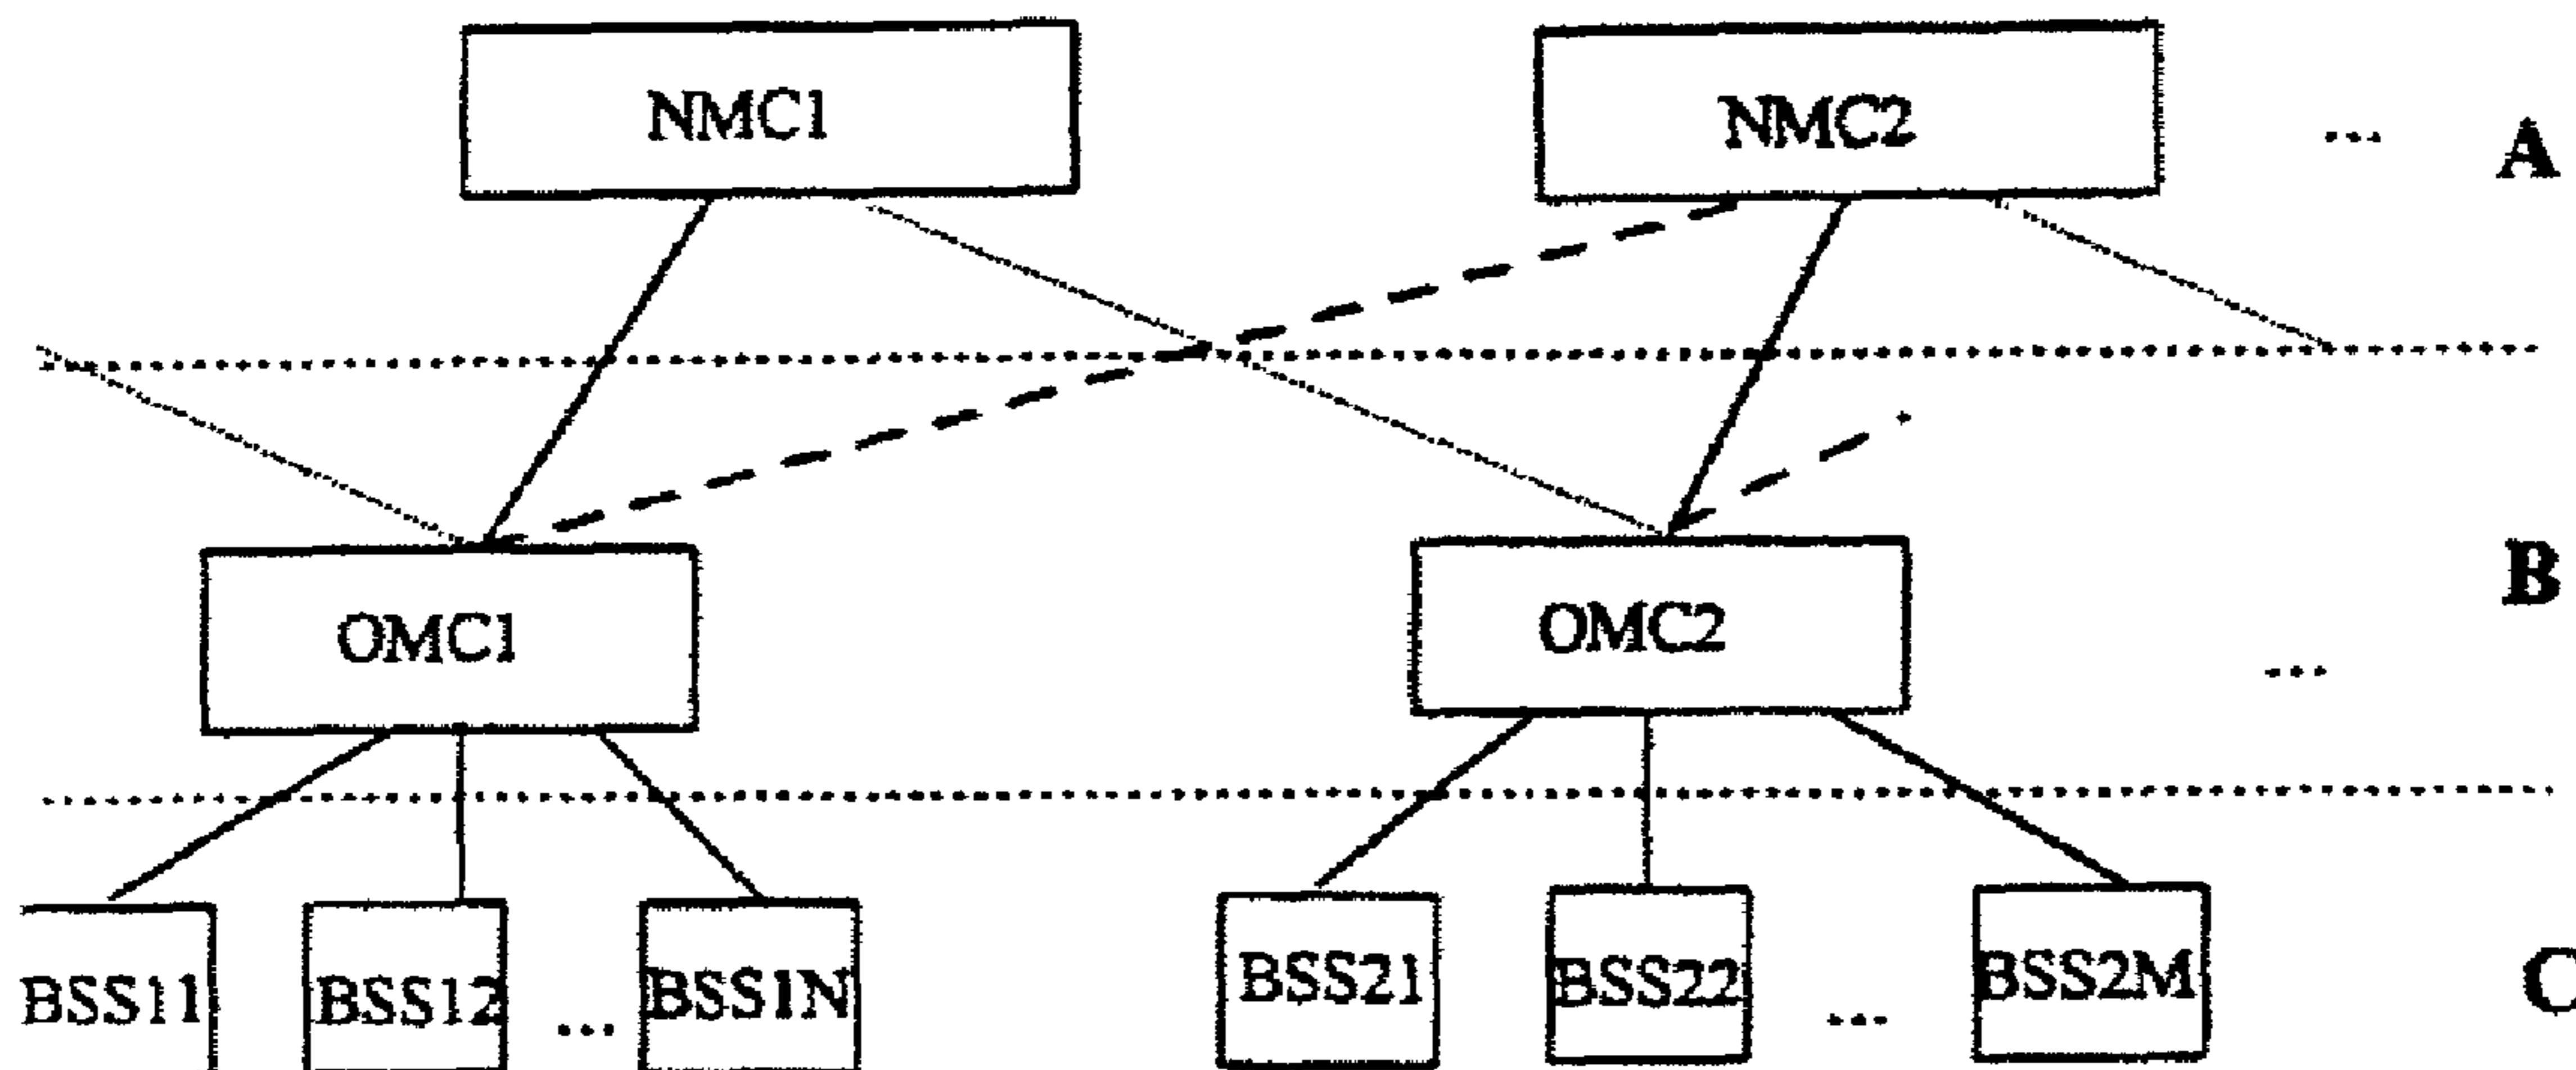 NMC1 NMC2 ... A
OMC1 OMC2 ... B
BSS11 BSS12 ... BSS1N BSS21 BSS22 ... BSS2M C